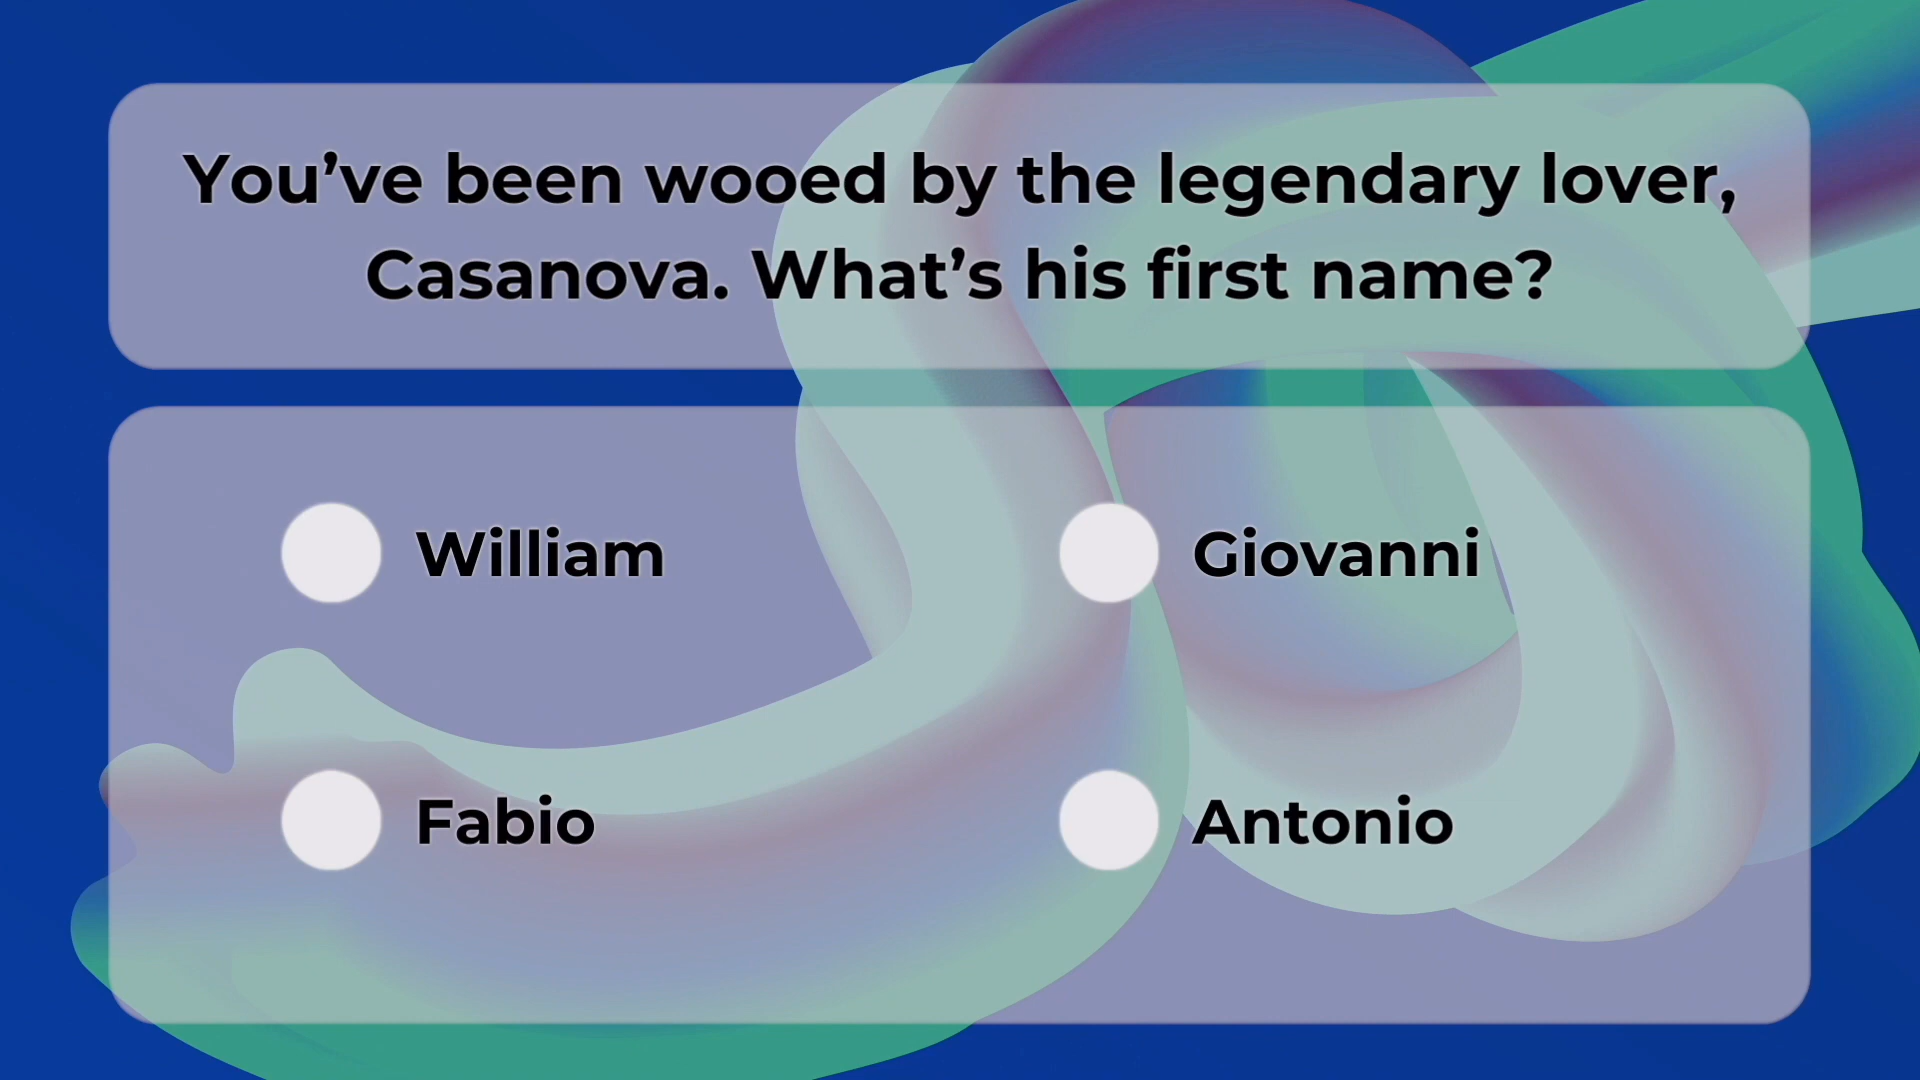 You’ve been wooed by the legendary lover,
Casanova. What’s his first name?
William
Giovanni
Fabio
Antonio